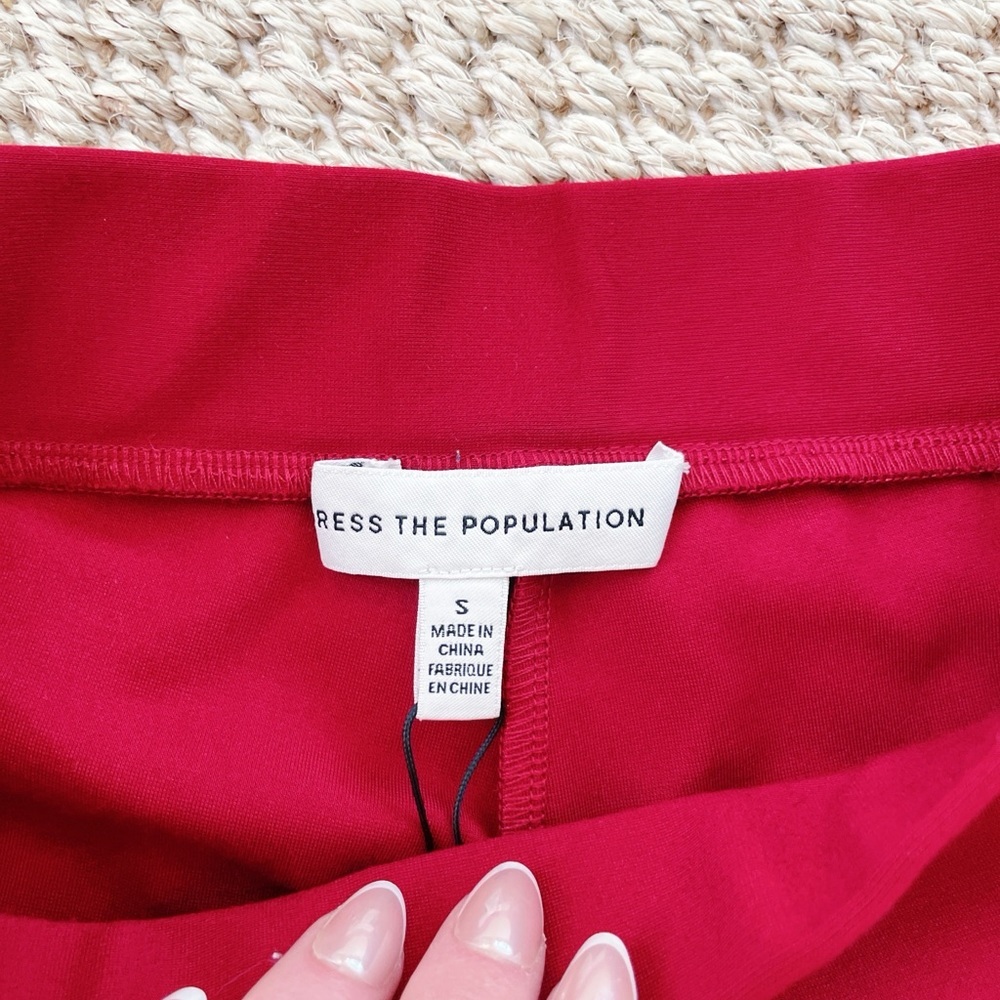 RESS THE POPULATION
S
MADE IN
CHINA
FABRIQUE
EN CHINE